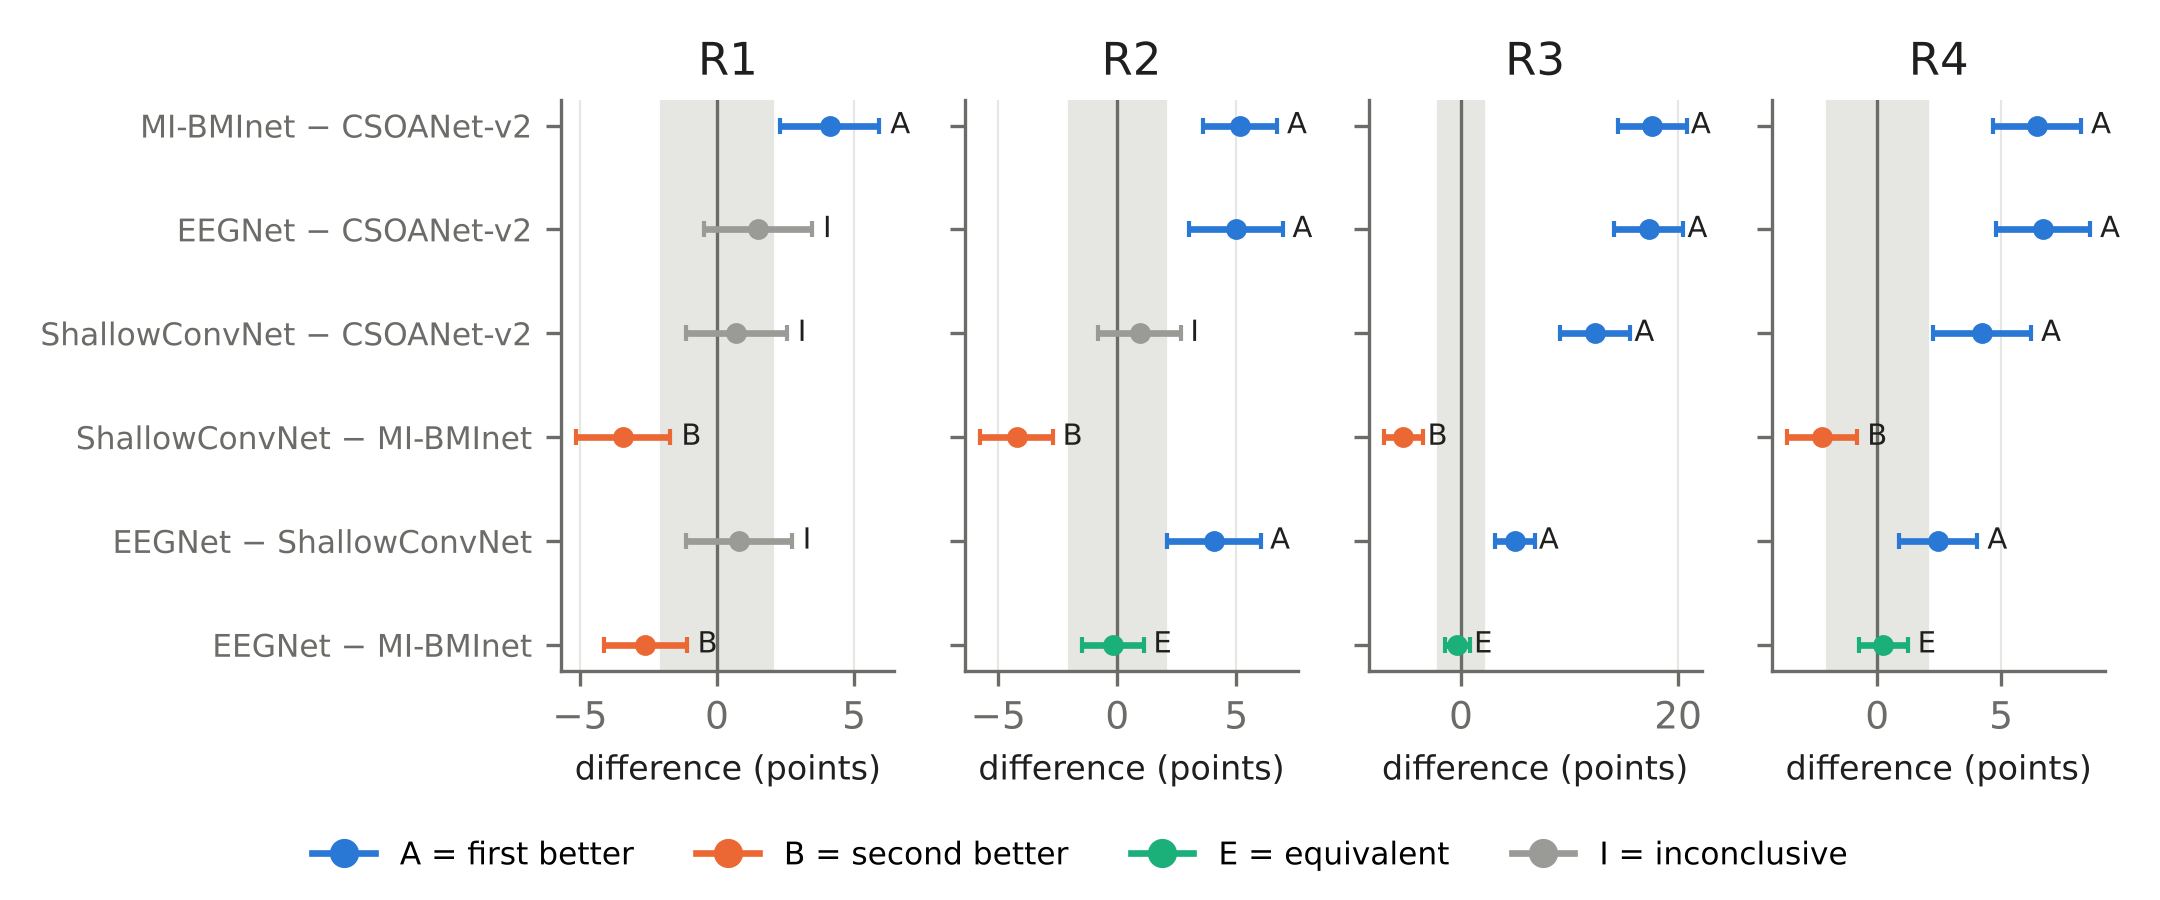 R1 R2 R3 R4
MI-BMInet − CSOANet-v2 A A A A
EEGNet − CSOANet-v2 I A A A
ShallowConvNet − CSOANet-v2 I I A A
ShallowConvNet − MI-BMInet B B B B
EEGNet − ShallowConvNet I A A A
EEGNet − MI-BMInet B E E E
−5 0 5 −5 0 5 0 20 0 5
difference (points) difference (points) difference (points) difference (points)
A = first better B = second better E = equivalent I = inconclusive